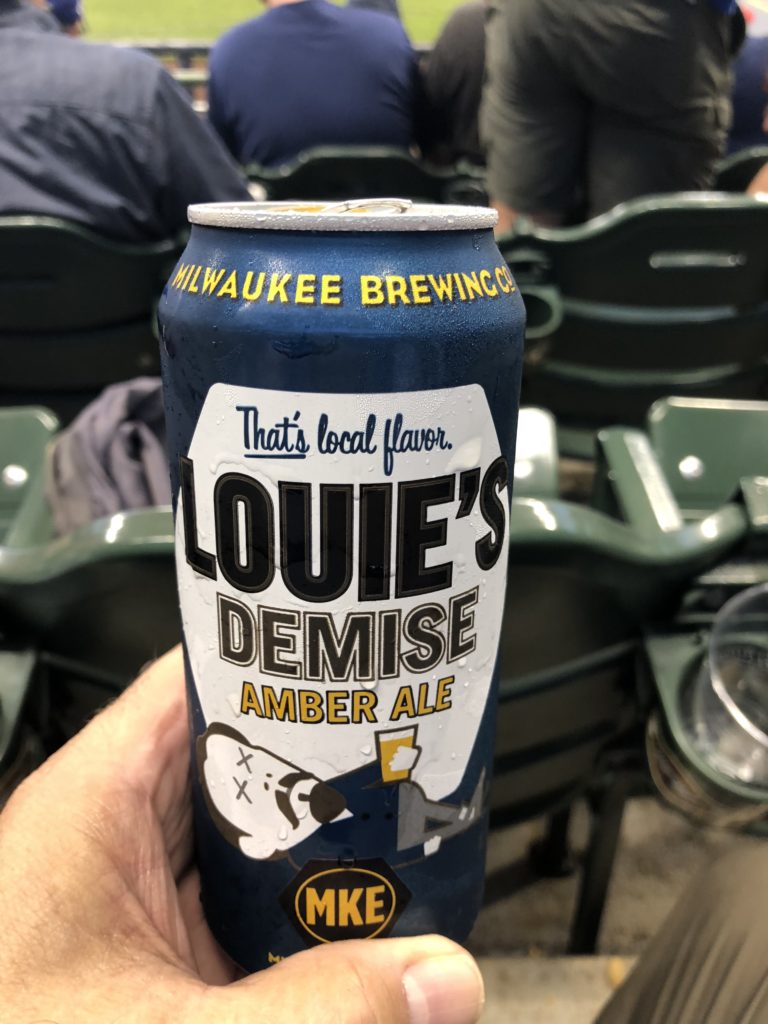 MILWAUKEE BREWING CO
That's local flavor.
LOUIE'S
DEMISE
AMBER ALE
MKE